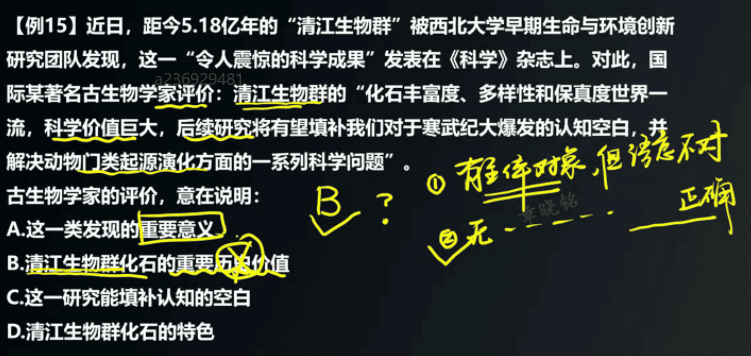 【例15】近日，距今5.18亿年的“清江生物群”被西北大学早期生命与环境创新
研究团队发现，这一“令人震惊的科学成果”发表在《科学》杂志上。对此，国
a236929481
际某著名古生物学家评价：清江生物群的“化石丰富度、多样性和保真度世界一
流，科学价值巨大，后续研究将有望填补我们对于寒武纪大爆发的认知空白，并
解决动物门类起源演化方面的一系列科学问题”。
①有主体对象，但语意不对
古生物学家的评价，意在说明：
B？
章晓铭
②无 正确
A.这一类发现的重要意义
B.清江生物群化石的重要历史价值
C.这一研究能填补认知的空白
D.清江生物群化石的特色